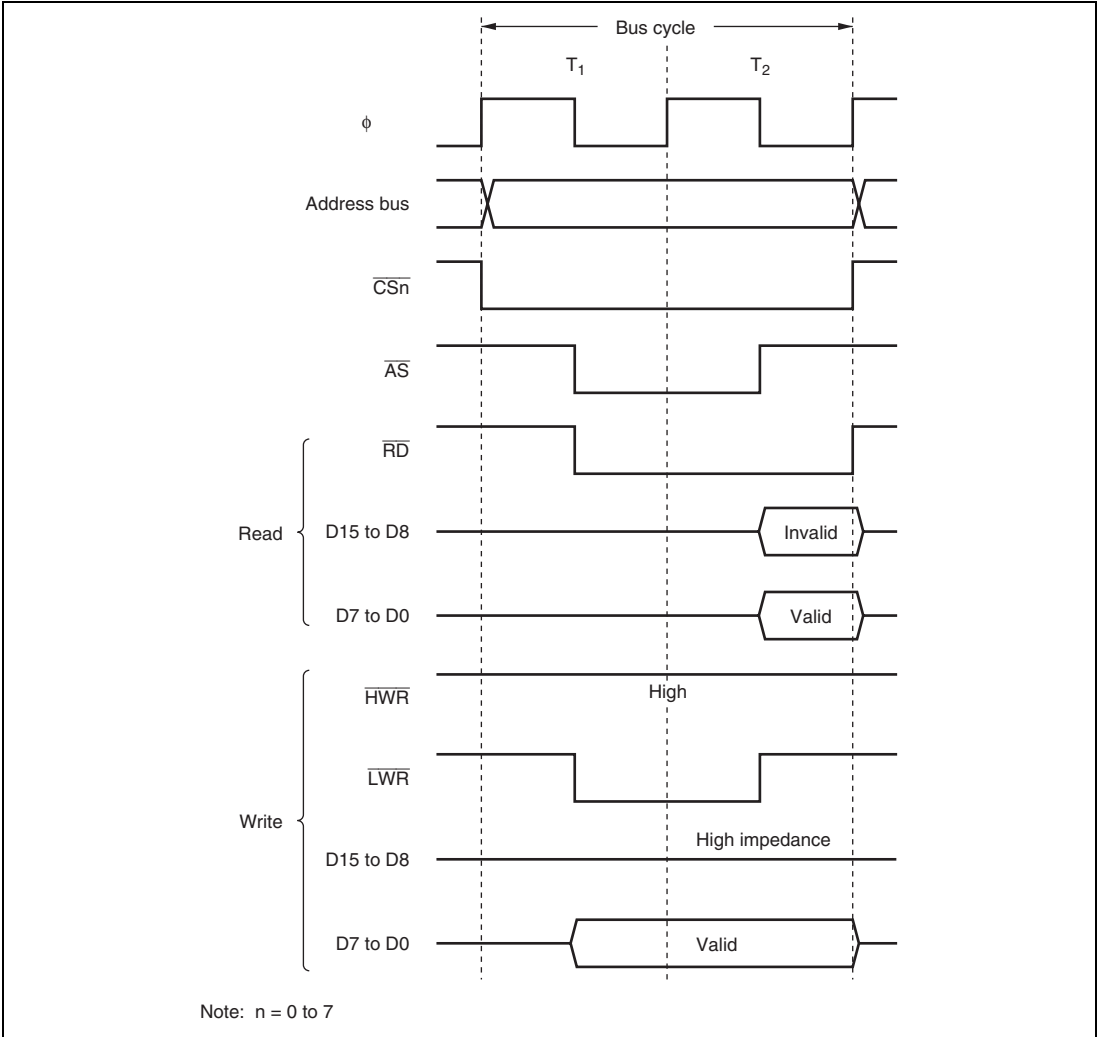 Bus cycle
T1 T2
ϕ
Address bus
CSn
AS
RD
Read
D15 to D8
Invalid
D7 to D0
Valid
HWR
High
LWR
Write
High impedance
D15 to D8
D7 to D0
Valid
Note: n = 0 to 7